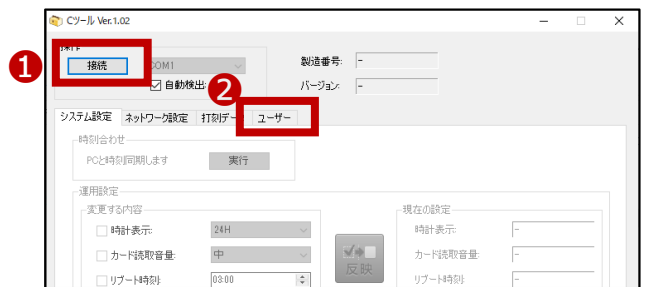 Cツール Ver.1.02
操作
1
接続
COM1
自動検出
製造番号: -
バージョン: -
2
システム設定 ネットワーク設定 打刻データ ユーザー
時刻合わせ
PCと時刻同期します 実行
運用設定
変更する内容
現在の設定
時計表示: 24H
時計表示: -
カード読取音量: 中
カード読取音量: -
反映
リブート時刻: 03:00
リブート時刻: -